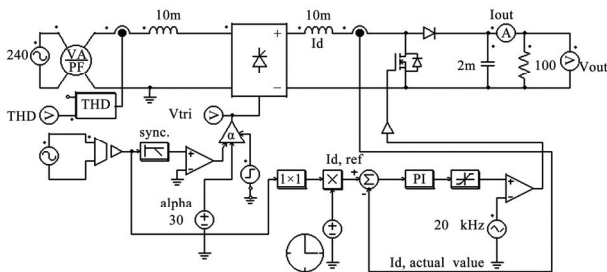 10m
10m
Id
Iout
A
240
VA
PF
2m
100
V
Vout
THD
V
THD
Vtri
V
sync.
α
alpha
30
1×1
Id, ref
×
Σ
PI
20 kHz
Id, actual value